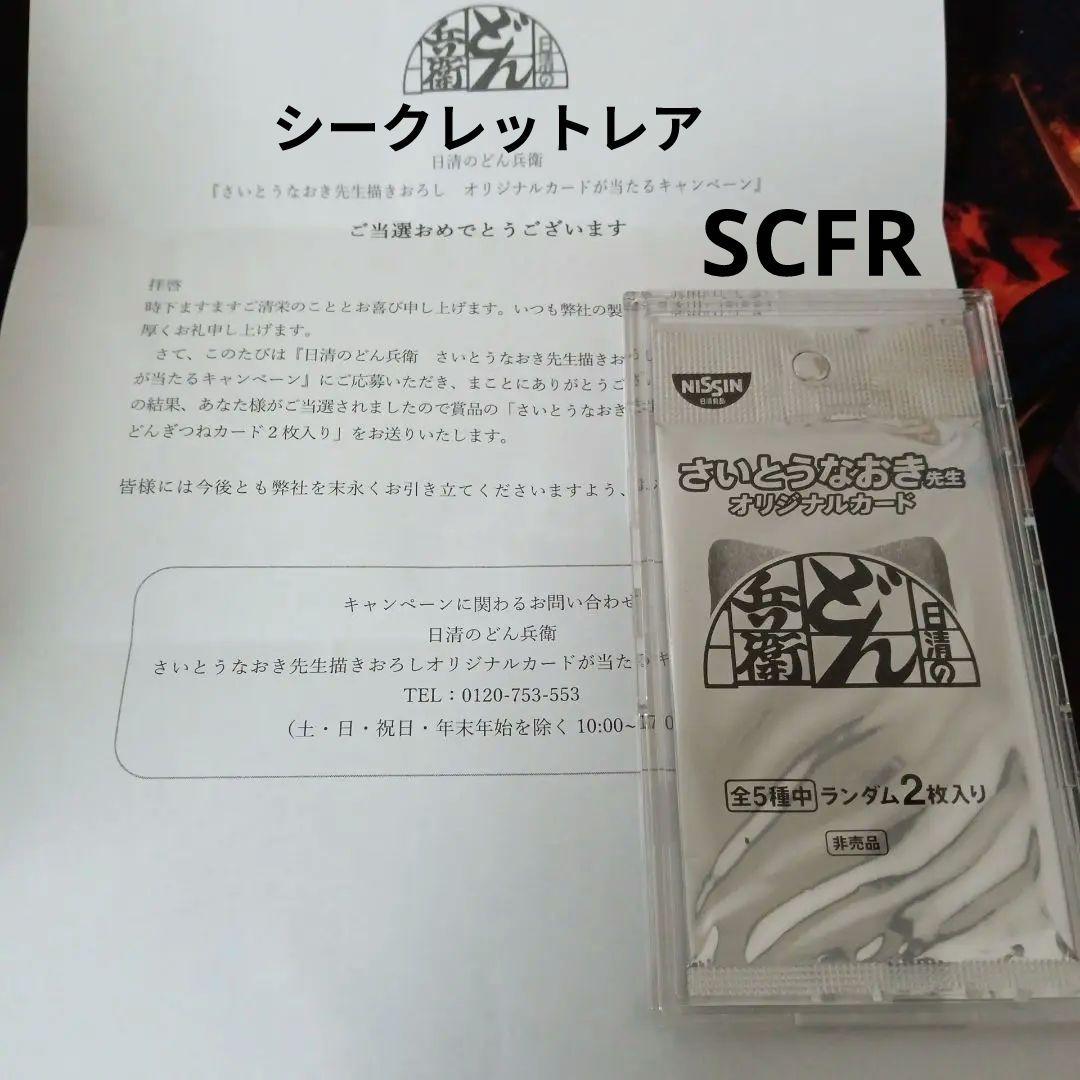 日清の
どん
兵衛
シークレットレア
日清のどん兵衛
『さいとうなおき先生描きおろし　オリジナルカードが当たるキャンペーン』
ご当選おめでとうございます
SCFR
拝啓
時下ますますご清栄のこととお喜び申し上げます。いつも弊社の製
厚くお礼申し上げます。
さて、このたびは『日清のどん兵衛　さいとうなおき先生描きおろし
が当たるキャンペーン』にご応募いただき、まことにありがとうござい
の結果、あなた様がご当選されましたので賞品の「さいとうなおき
どんぎつねカード２枚入り」をお送りいたします。
皆様には今後とも弊社を末永くお引き立てくださいますよう、
キャンペーンに関わるお問い合わせ
日清のどん兵衛
さいとうなおき先生描きおろしオリジナルカードが当た
TEL：0120-753-553
（土・日・祝日・年末年始を除く 10:00~17:0
NISSIN
日清食品
さいとうなおき先生
オリジナルカード
日清の
どん
兵衛
全5種中 ランダム2枚入り
非売品